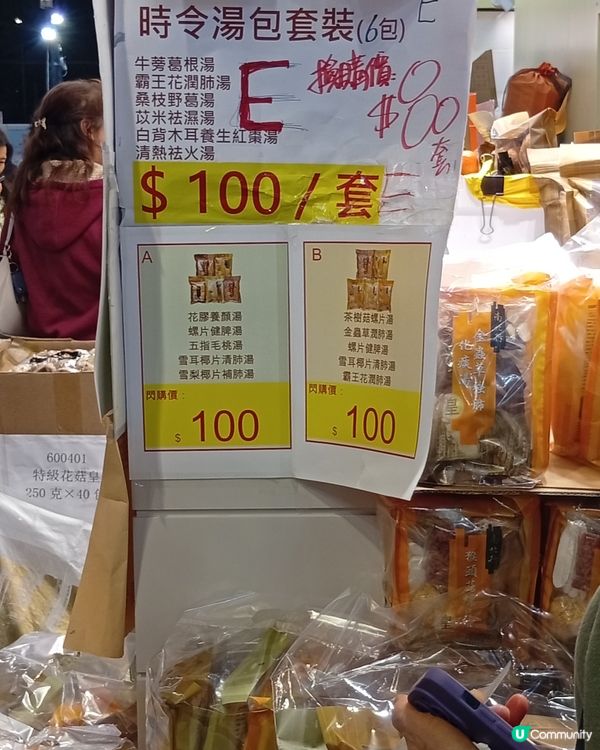 時令湯包套裝(6包)
E
牛蒡葛根湯
霸王花潤肺湯
桑枝野葛湯
苡米祛濕湯
白背木耳養生紅棗湯
清熱祛火湯
E
換購價:
$100
套
$100/套
E
A
花膠養顏湯
螺片健脾湯
五指毛桃湯
雪耳椰片清肺湯
雪梨椰片補肺湯
閃購價:
$100
B
茶樹菇螺片湯
金蟲草潤肺湯
螺片健脾湯
雪耳椰片清肺湯
霸王花潤肺湯
閃購價:
$100
600401
特級花菇皇
250克×40
U Community